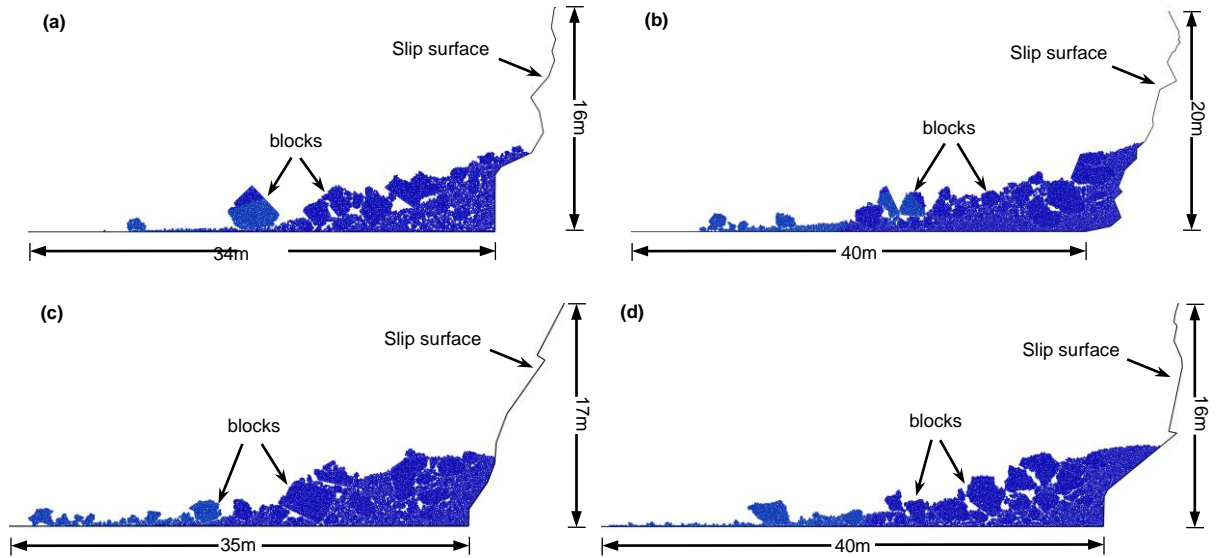 (a)
Slip surface
16m
blocks
34m
(b)
Slip surface
20m
blocks
40m
(c)
Slip surface
17m
blocks
35m
(d)
Slip surface
16m
blocks
40m